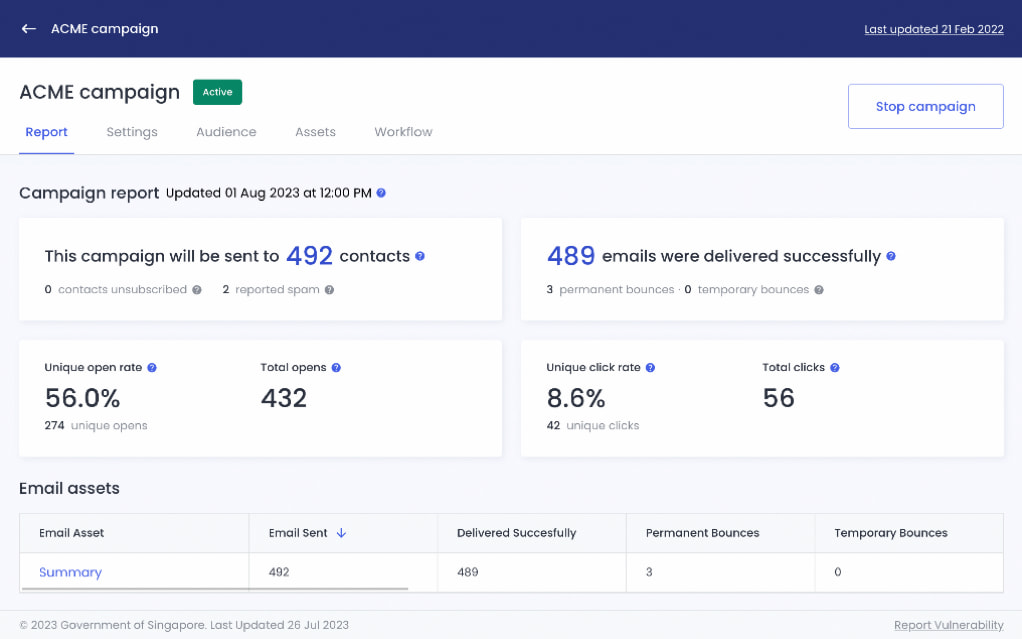 ACME campaign
Last updated 21 Feb 2022
ACME campaign Active
Stop campaign
Report Settings Audience Assets Workflow
Campaign report Updated 01 Aug 2023 at 12:00 PM ?
This campaign will be sent to 492 contacts ?
0 contacts unsubscribed ? 2 reported spam ?
489 emails were delivered successfully ?
3 permanent bounces · 0 temporary bounces ?
Unique open rate ? Total opens ?
56.0% 432
274 unique opens
Unique click rate ? Total clicks ?
8.6% 56
42 unique clicks
Email assets
Email Asset Email Sent Delivered Succesfully Permanent Bounces Temporary Bounces
Summary 492 489 3 0
© 2023 Government of Singapore. Last Updated 26 Jul 2023
Report Vulnerability